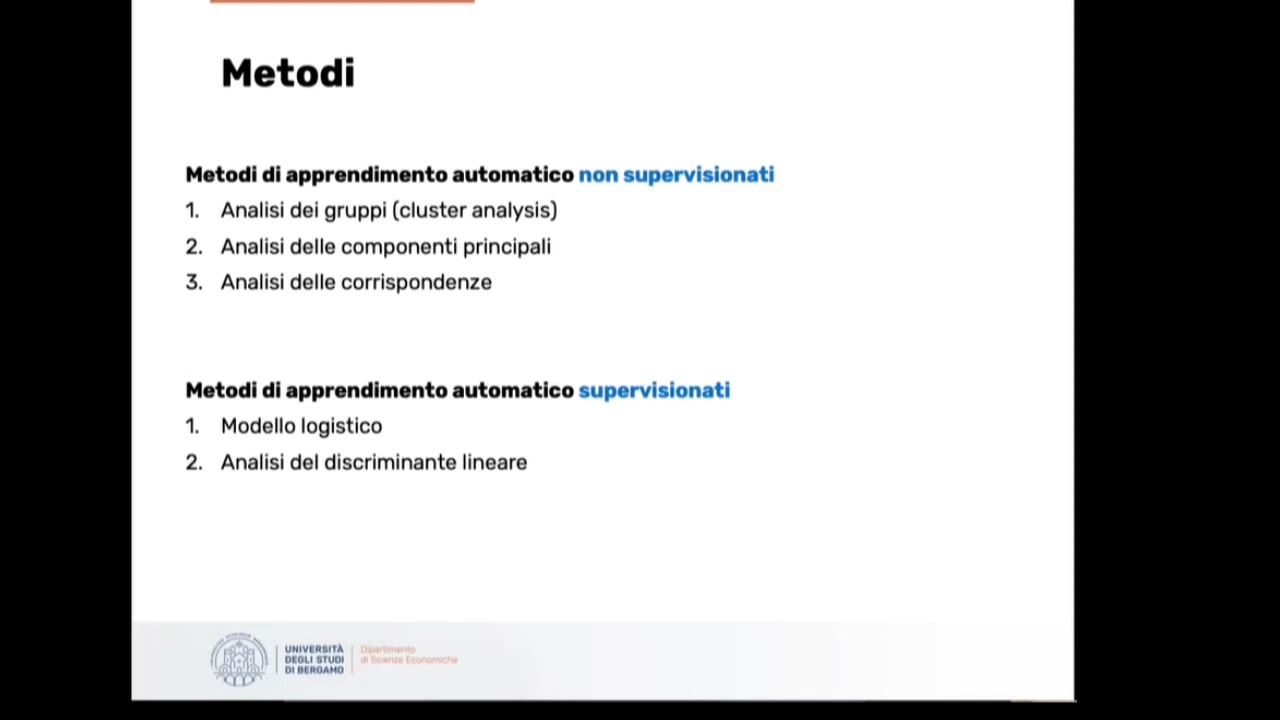 Metodi
Metodi di apprendimento automatico non supervisionati
1. Analisi dei gruppi (cluster analysis)
2. Analisi delle componenti principali
3. Analisi delle corrispondenze
Metodi di apprendimento automatico supervisionati
1. Modello logistico
2. Analisi del discriminante lineare
UNIVERSITÀ
DEGLI STUDI
DI BERGAMO
Dipartimento
di Scienze Economiche